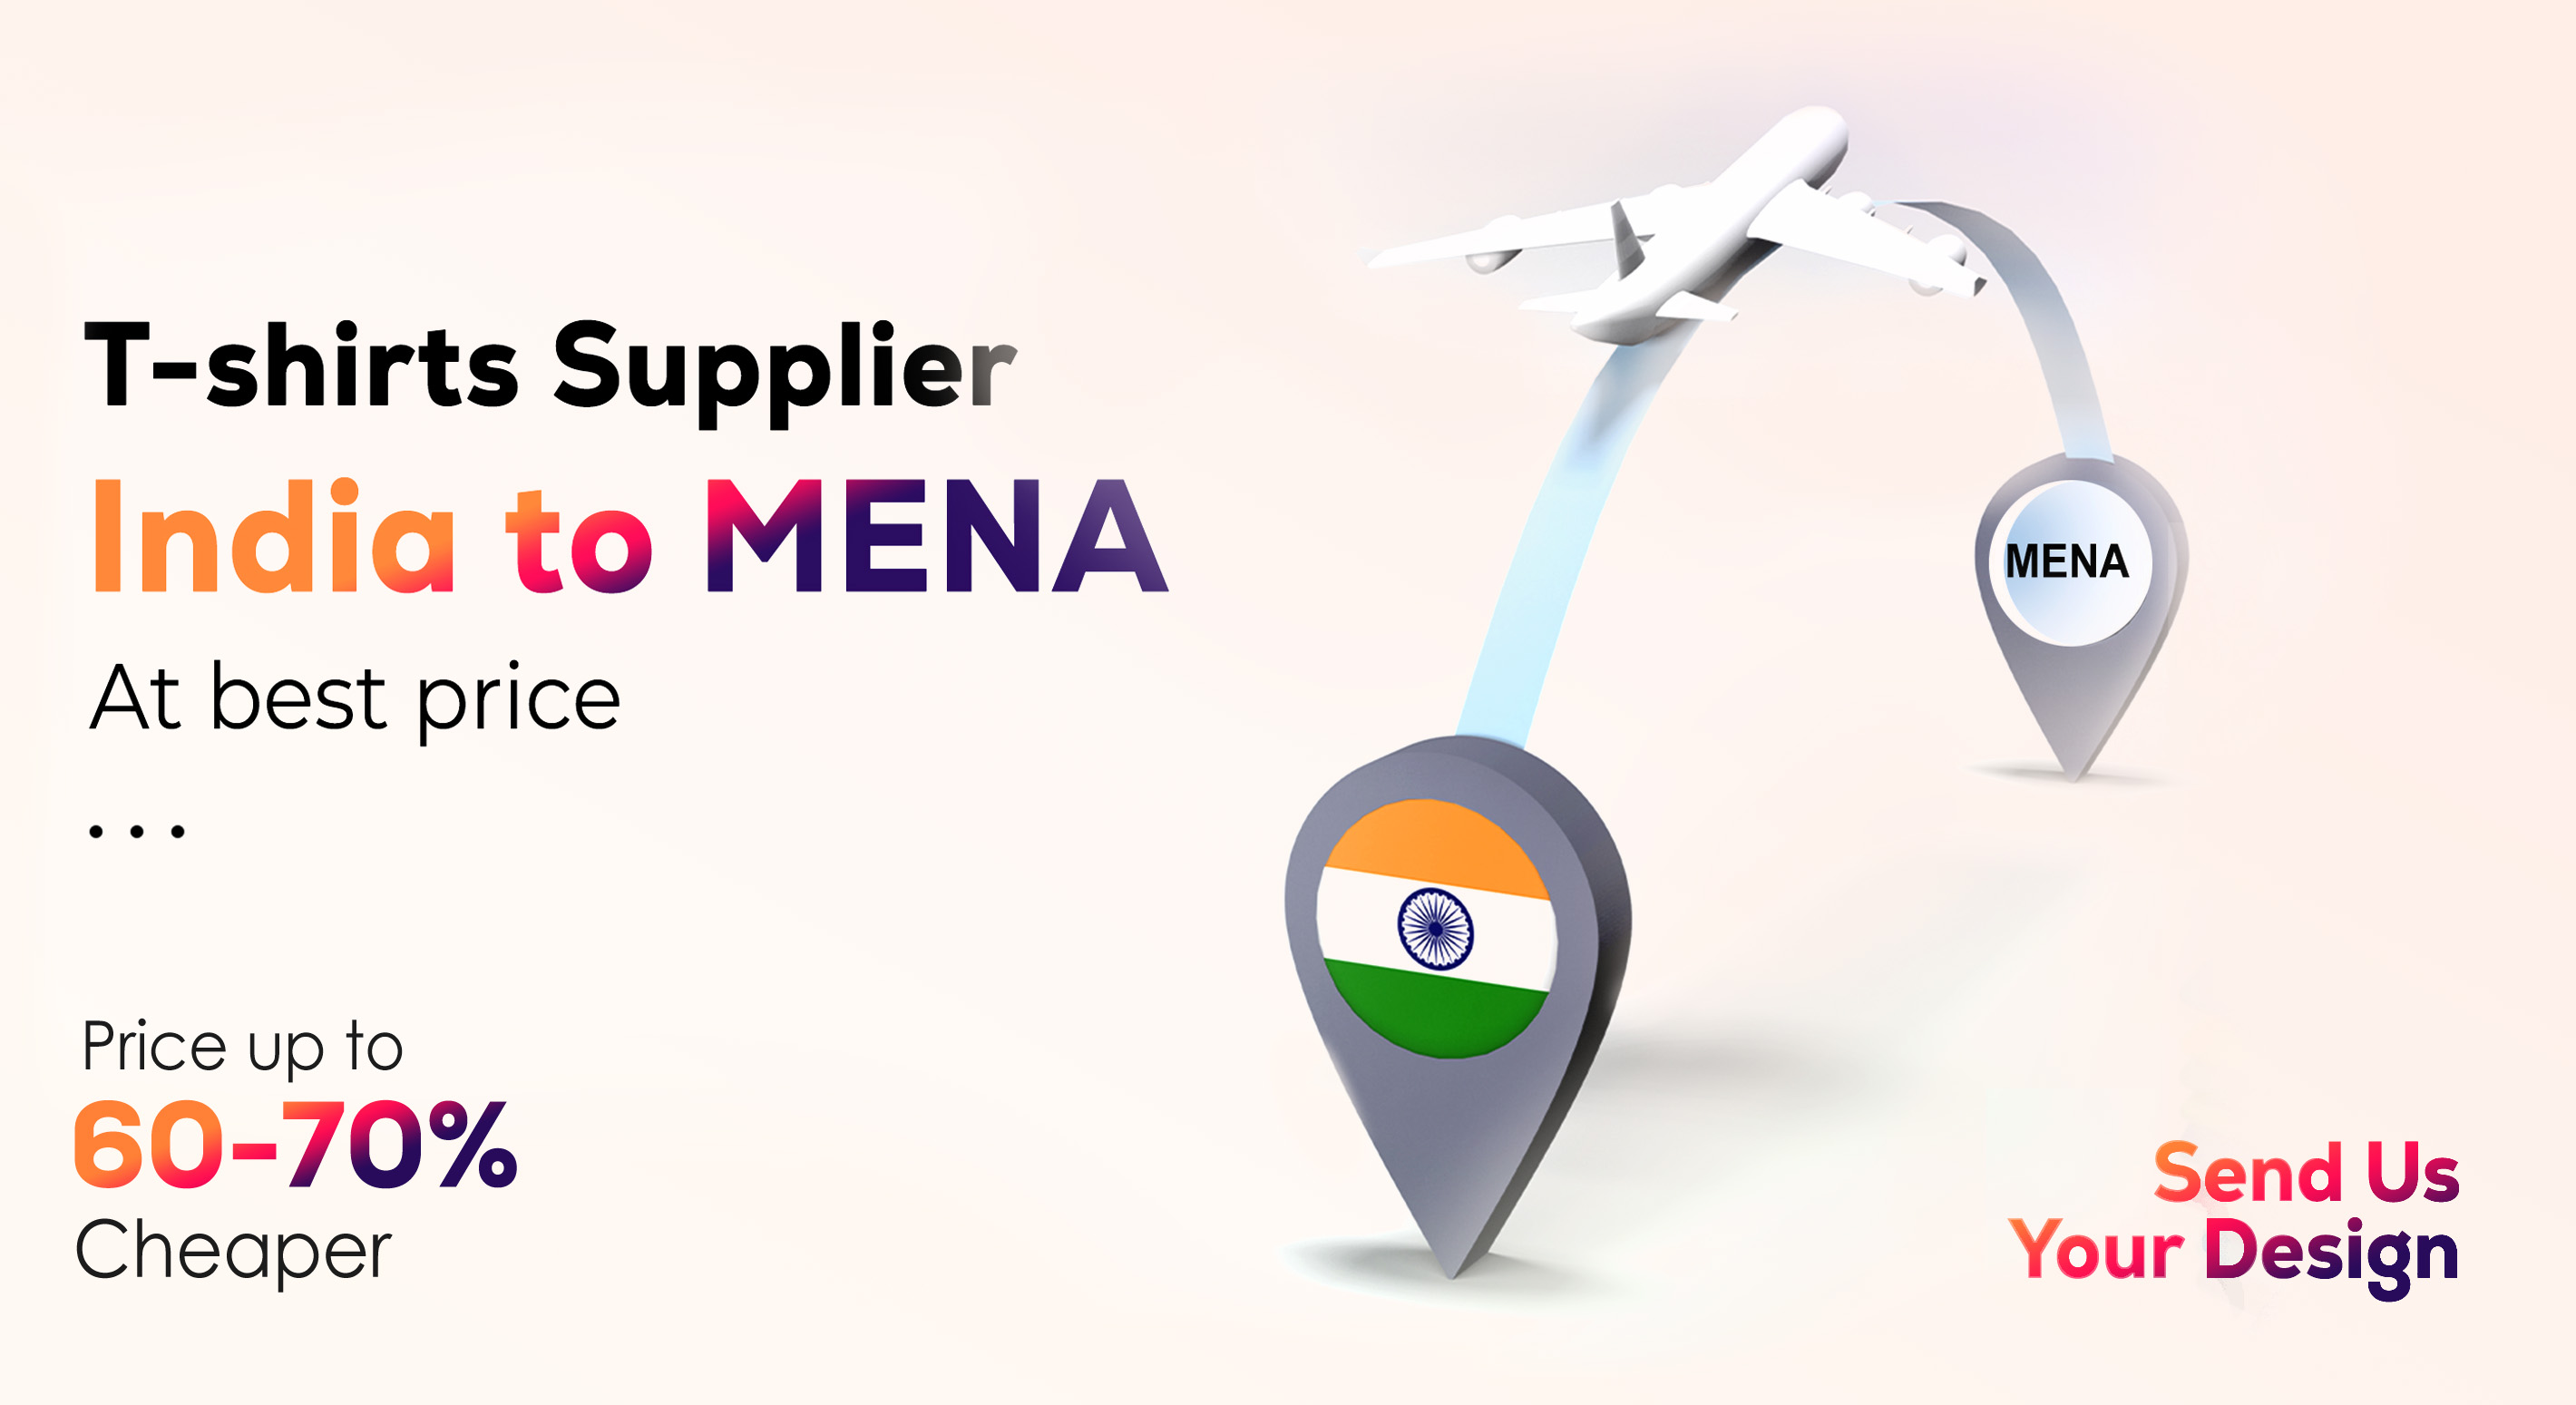 T-shirts Supplier
India to MENA
At best price
...
Price up to
60-70%
Cheaper
MENA
Send Us
Your Design